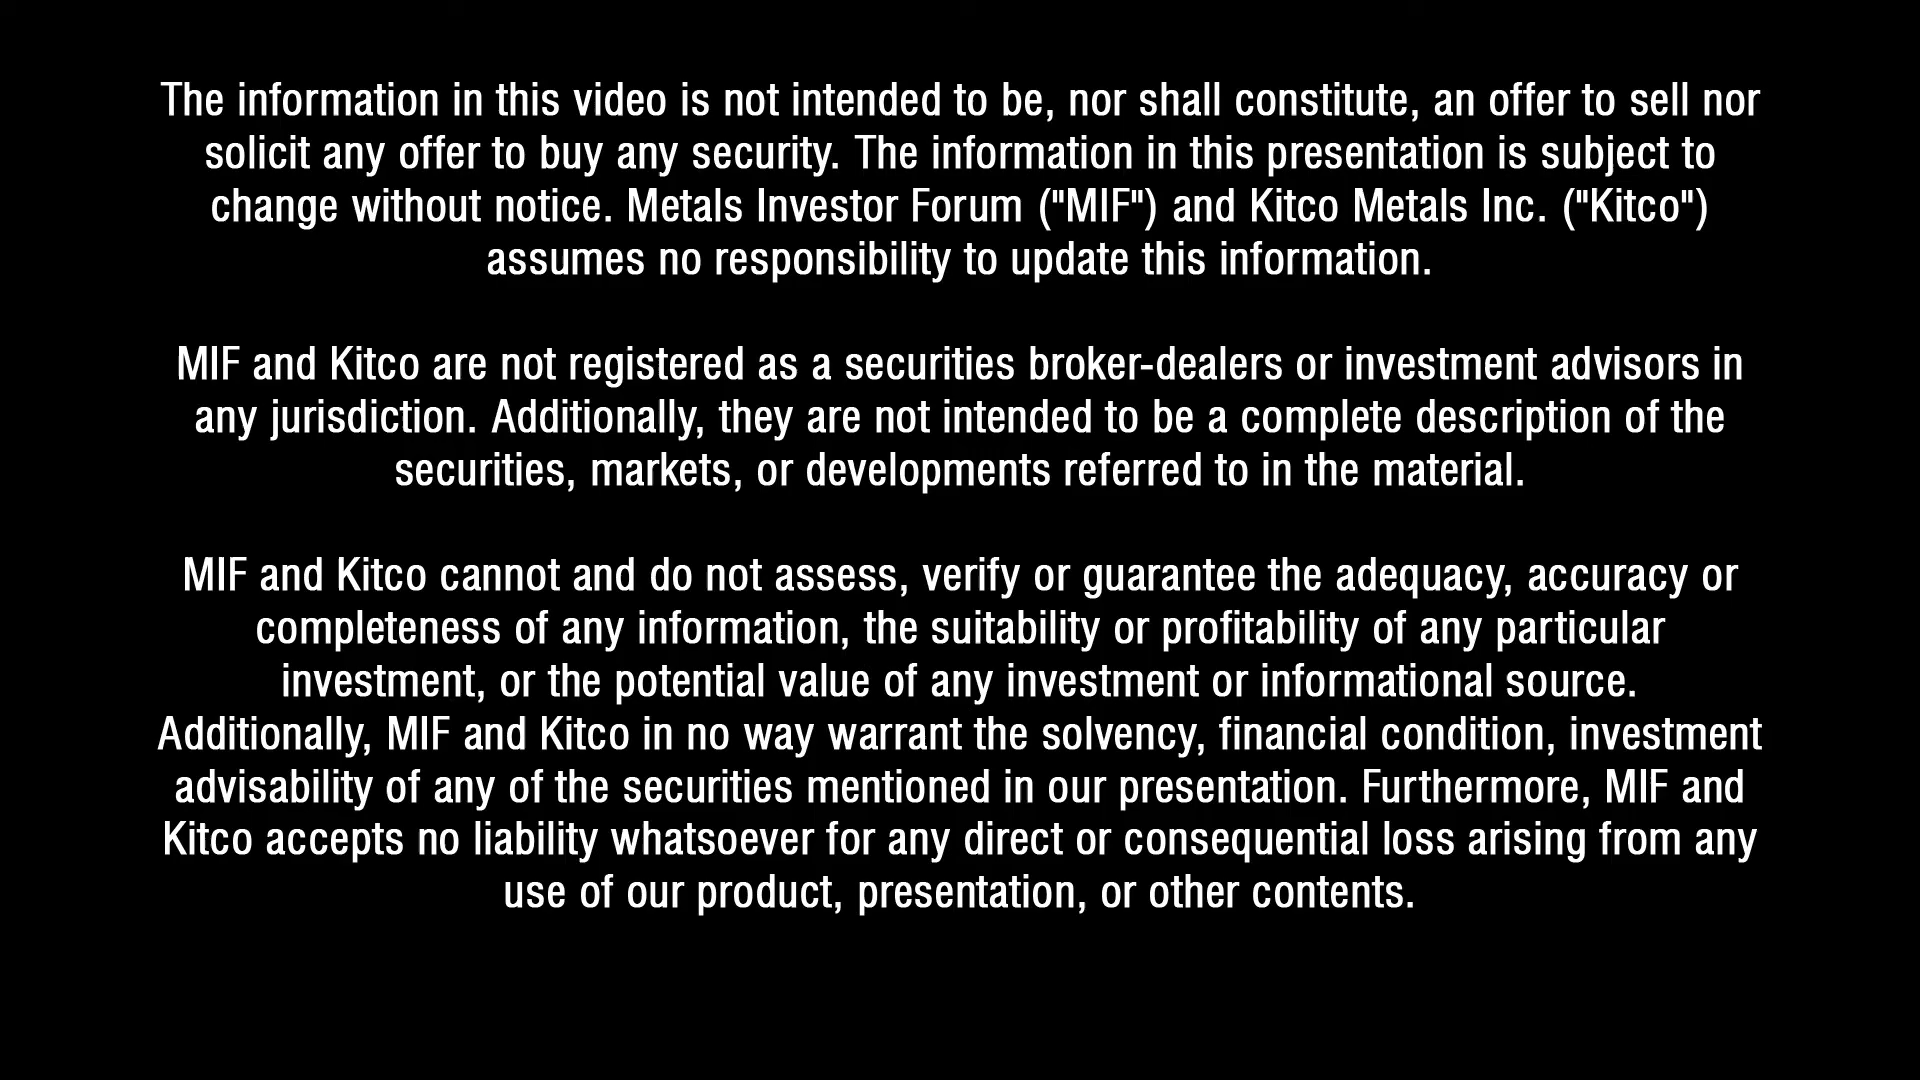 The information in this video is not intended to be, nor shall constitute, an offer to sell nor
solicit any offer to buy any security. The information in this presentation is subject to
change without notice. Metals Investor Forum ("MIF") and Kitco Metals Inc. ("Kitco")
assumes no responsibility to update this information.
MIF and Kitco are not registered as a securities broker-dealers or investment advisors in
any jurisdiction. Additionally, they are not intended to be a complete description of the
securities, markets, or developments referred to in the material.
MIF and Kitco cannot and do not assess, verify or guarantee the adequacy, accuracy or
completeness of any information, the suitability or profitability of any particular
investment, or the potential value of any investment or informational source.
Additionally, MIF and Kitco in no way warrant the solvency, financial condition, investment
advisability of any of the securities mentioned in our presentation. Furthermore, MIF and
Kitco accepts no liability whatsoever for any direct or consequential loss arising from any
use of our product, presentation, or other contents.